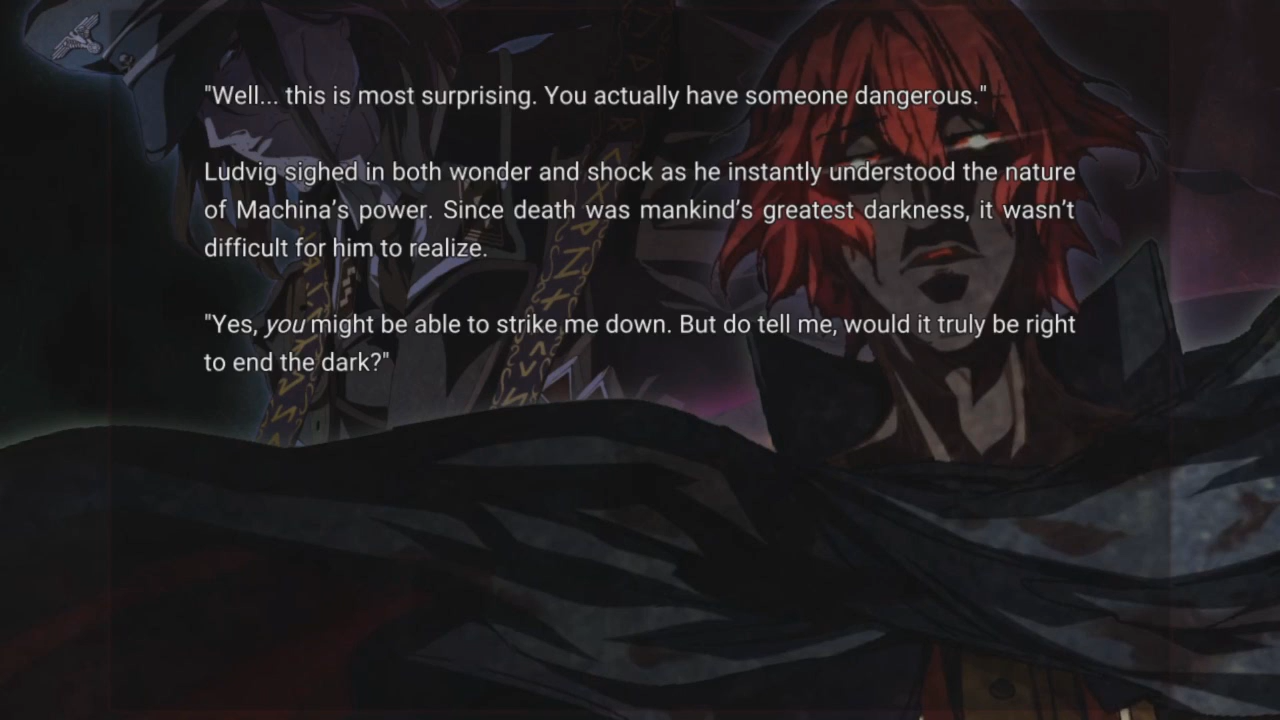 "Well... this is most surprising. You actually have someone dangerous."
Ludvig sighed in both wonder and shock as he instantly understood the nature
of Machina’s power. Since death was mankind’s greatest darkness, it wasn’t
difficult for him to realize.
"Yes, you might be able to strike me down. But do tell me, would it truly be right
to end the dark?"